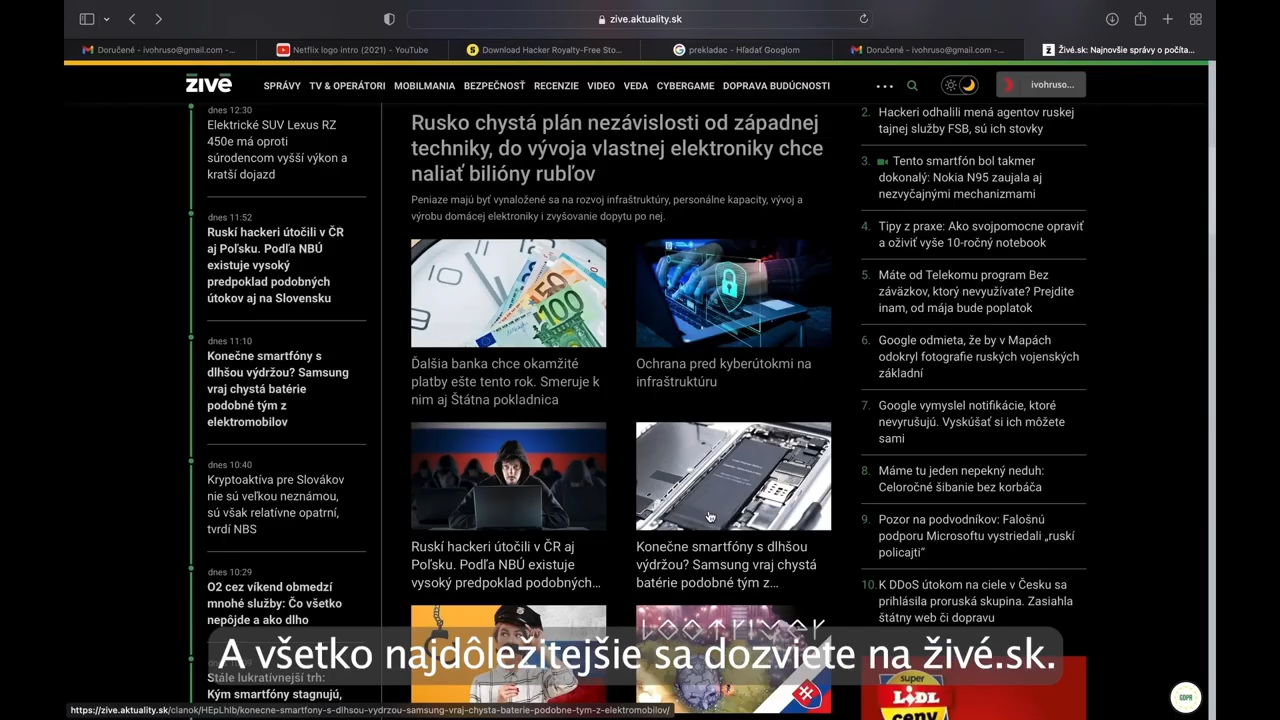 zive.aktuality.sk
Doručené – ivohruso@gmail.com –...
Netflix logo intro (2021) - YouTube
Download Hacker Royalty-Free Sto...
prekladac - Hľadať Googlom
Doručené – ivohruso@gmail.com –...
Živé.sk: Najnovšie správy o počíta...
živě
SPRÁVY TV & OPERÁTORI MOBILMANIA BEZPEČNOSŤ RECENZIE VIDEO VEDA CYBERGAME DOPRAVA BUDÚCNOSTI
ivohruso...
dnes 12:30
Elektrické SUV Lexus RZ
450e má oproti
súrodencom vyšší výkon a
kratší dojazd
dnes 11:52
Ruskí hackeri útočili v ČR
aj Poľsku. Podľa NBÚ
existuje vysoký
predpoklad podobných
útokov aj na Slovensku
dnes 11:10
Konečne smartfóny s
dlhšou výdržou? Samsung
vraj chystá batérie
podobné tým z
elektromobilov
dnes 10:40
Kryptoaktíva pre Slovákov
nie sú veľkou neznámou,
sú však relatívne opatrní,
tvrdí NBS
dnes 10:29
O2 cez víkend obmedzí
mnohé služby: Čo všetko
nepôjde a ako dlho
Stále lukratívnejší trh:
Kým smartfóny stagnujú,
Rusko chystá plán nezávislosti od západnej
techniky, do vývoja vlastnej elektroniky chce
naliať bilióny rubľov
Peniaze majú byť vynaložené sa na rozvoj infraštruktúry, personálne kapacity, vývoj a
výrobu domácej elektroniky i zvyšovanie dopytu po nej.
50
100
Ďalšia banka chce okamžité
platby ešte tento rok. Smeruje k
nim aj Štátna pokladnica
Ochrana pred kyberútokmi na
infraštruktúru
Ruskí hackeri útočili v ČR aj
Poľsku. Podľa NBÚ existuje
vysoký predpoklad podobných...
Konečne smartfóny s dlhšou
výdržou? Samsung vraj chystá
batérie podobné tým z...
2. Hackeri odhalili mená agentov ruskej
tajnej služby FSB, sú ich stovky
3. Tento smartfón bol takmer
dokonalý: Nokia N95 zaujala aj
nezvyčajnými mechanizmami
4. Tipy z praxe: Ako svojpomocne opraviť
a oživiť vyše 10-ročný notebook
5. Máte od Telekomu program Bez
záväzkov, ktorý nevyužívate? Prejdite
inam, od mája bude poplatok
6. Google odmieta, že by v Mapách
odokryl fotografie ruských vojenských
základní
7. Google vymyslel notifikácie, ktoré
nevyrušujú. Vyskúšať si ich môžete
sami
8. Máme tu jeden nepekný neduh:
Celoročné šibanie bez korbáča
9. Pozor na podvodníkov: Falošnú
podporu Microsoftu vystriedali „ruskí
policajti"
10. K DDoS útokom na ciele v Česku sa
prihlásila proruská skupina. Zasiahla
štátny web či dopravu
super
LIDL
ceny
GDPR
A všetko najdôležitejšie sa dozviete na živé.sk.
https://zive.aktuality.sk/clanok/HEpLhlb/konecne-smartfony-s-dlhsou-vydrzou-samsung-vraj-chysta-baterie-podobne-tym-z-elektromobilov/